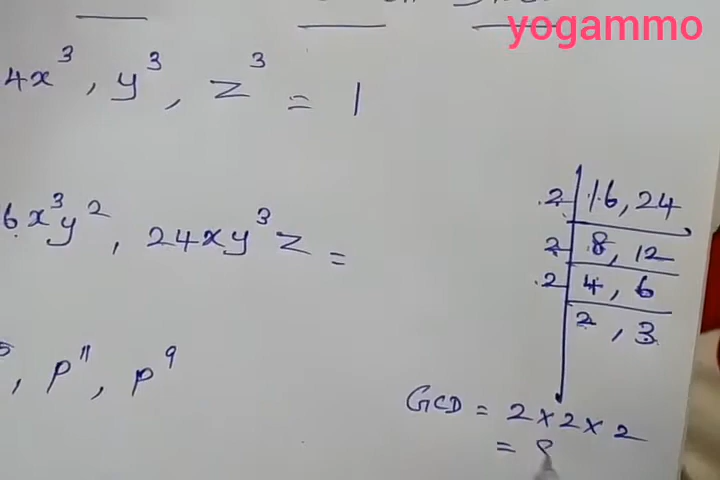 yogammo
4x³, y³, z³ = 1
6x³y², 24xy³z =
2 | 16, 24
2 | 8, 12
2 | 4, 6
2, 3
, p¹¹, p⁹
GCD = 2 × 2 × 2
= 8